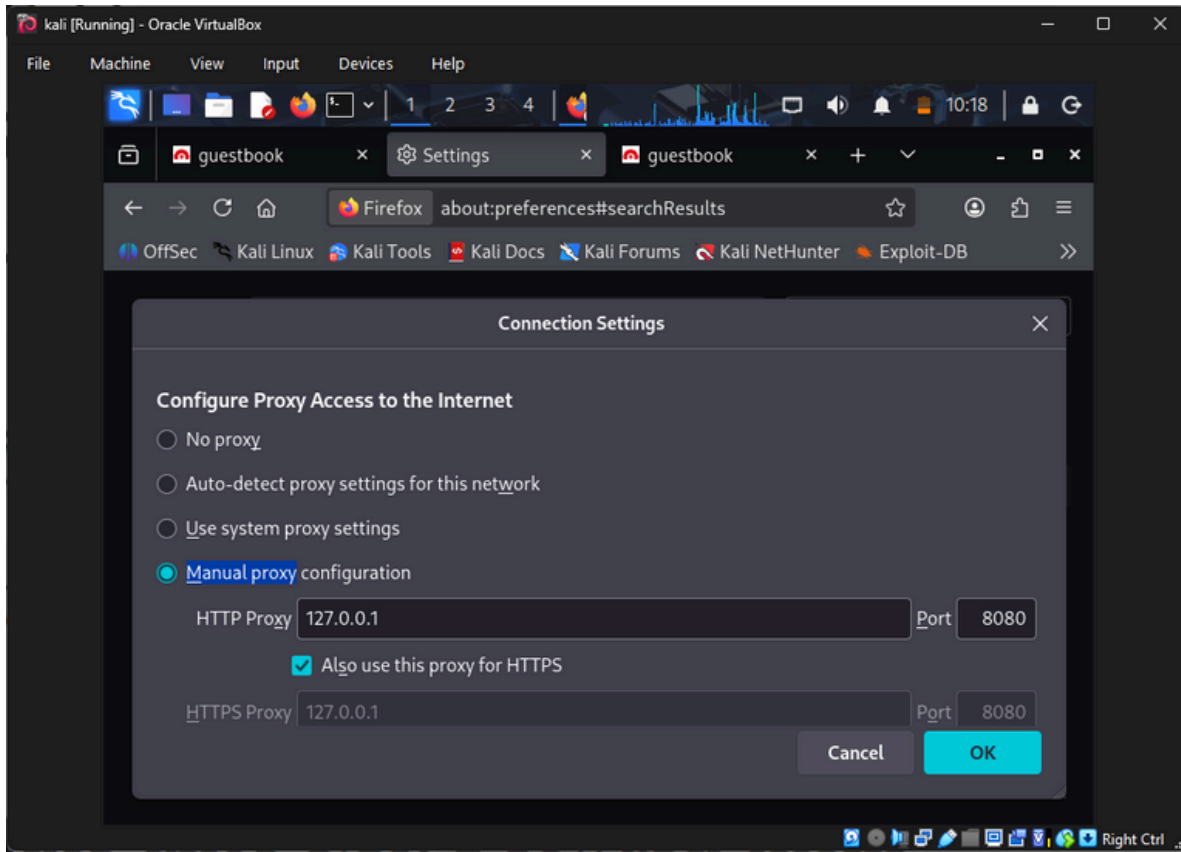 kali [Running] - Oracle VirtualBox
File Machine View Input Devices Help
1 2 3 4 10:18
guestbook Settings guestbook
Firefox about:preferences#searchResults
OffSec Kali Linux Kali Tools Kali Docs Kali Forums Kali NetHunter Exploit-DB
Connection Settings
Configure Proxy Access to the Internet
No proxy
Auto-detect proxy settings for this network
Use system proxy settings
Manual proxy configuration
HTTP Proxy 127.0.0.1 Port 8080
Also use this proxy for HTTPS
HTTPS Proxy 127.0.0.1 Port 8080
Cancel OK
Right Ctrl